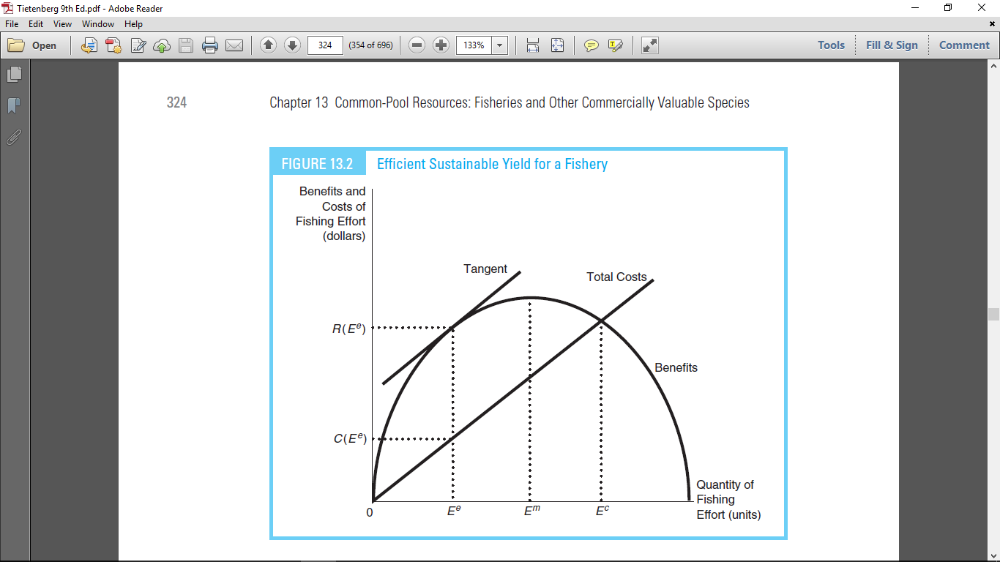 Tietenberg 9th Ed.pdf - Adobe Reader
File Edit View Window Help
Open 324 (354 of 696) 133% Tools Fill & Sign Comment
324 Chapter 13 Common-Pool Resources: Fisheries and Other Commercially Valuable Species
FIGURE 13.2 Efficient Sustainable Yield for a Fishery
Benefits and
Costs of
Fishing Effort
(dollars)
Tangent
Total Costs
R(Eᵉ)
Benefits
C(Eᵉ)
Quantity of
Fishing
Effort (units)
0 Eᵉ Eᵐ Eᶜ